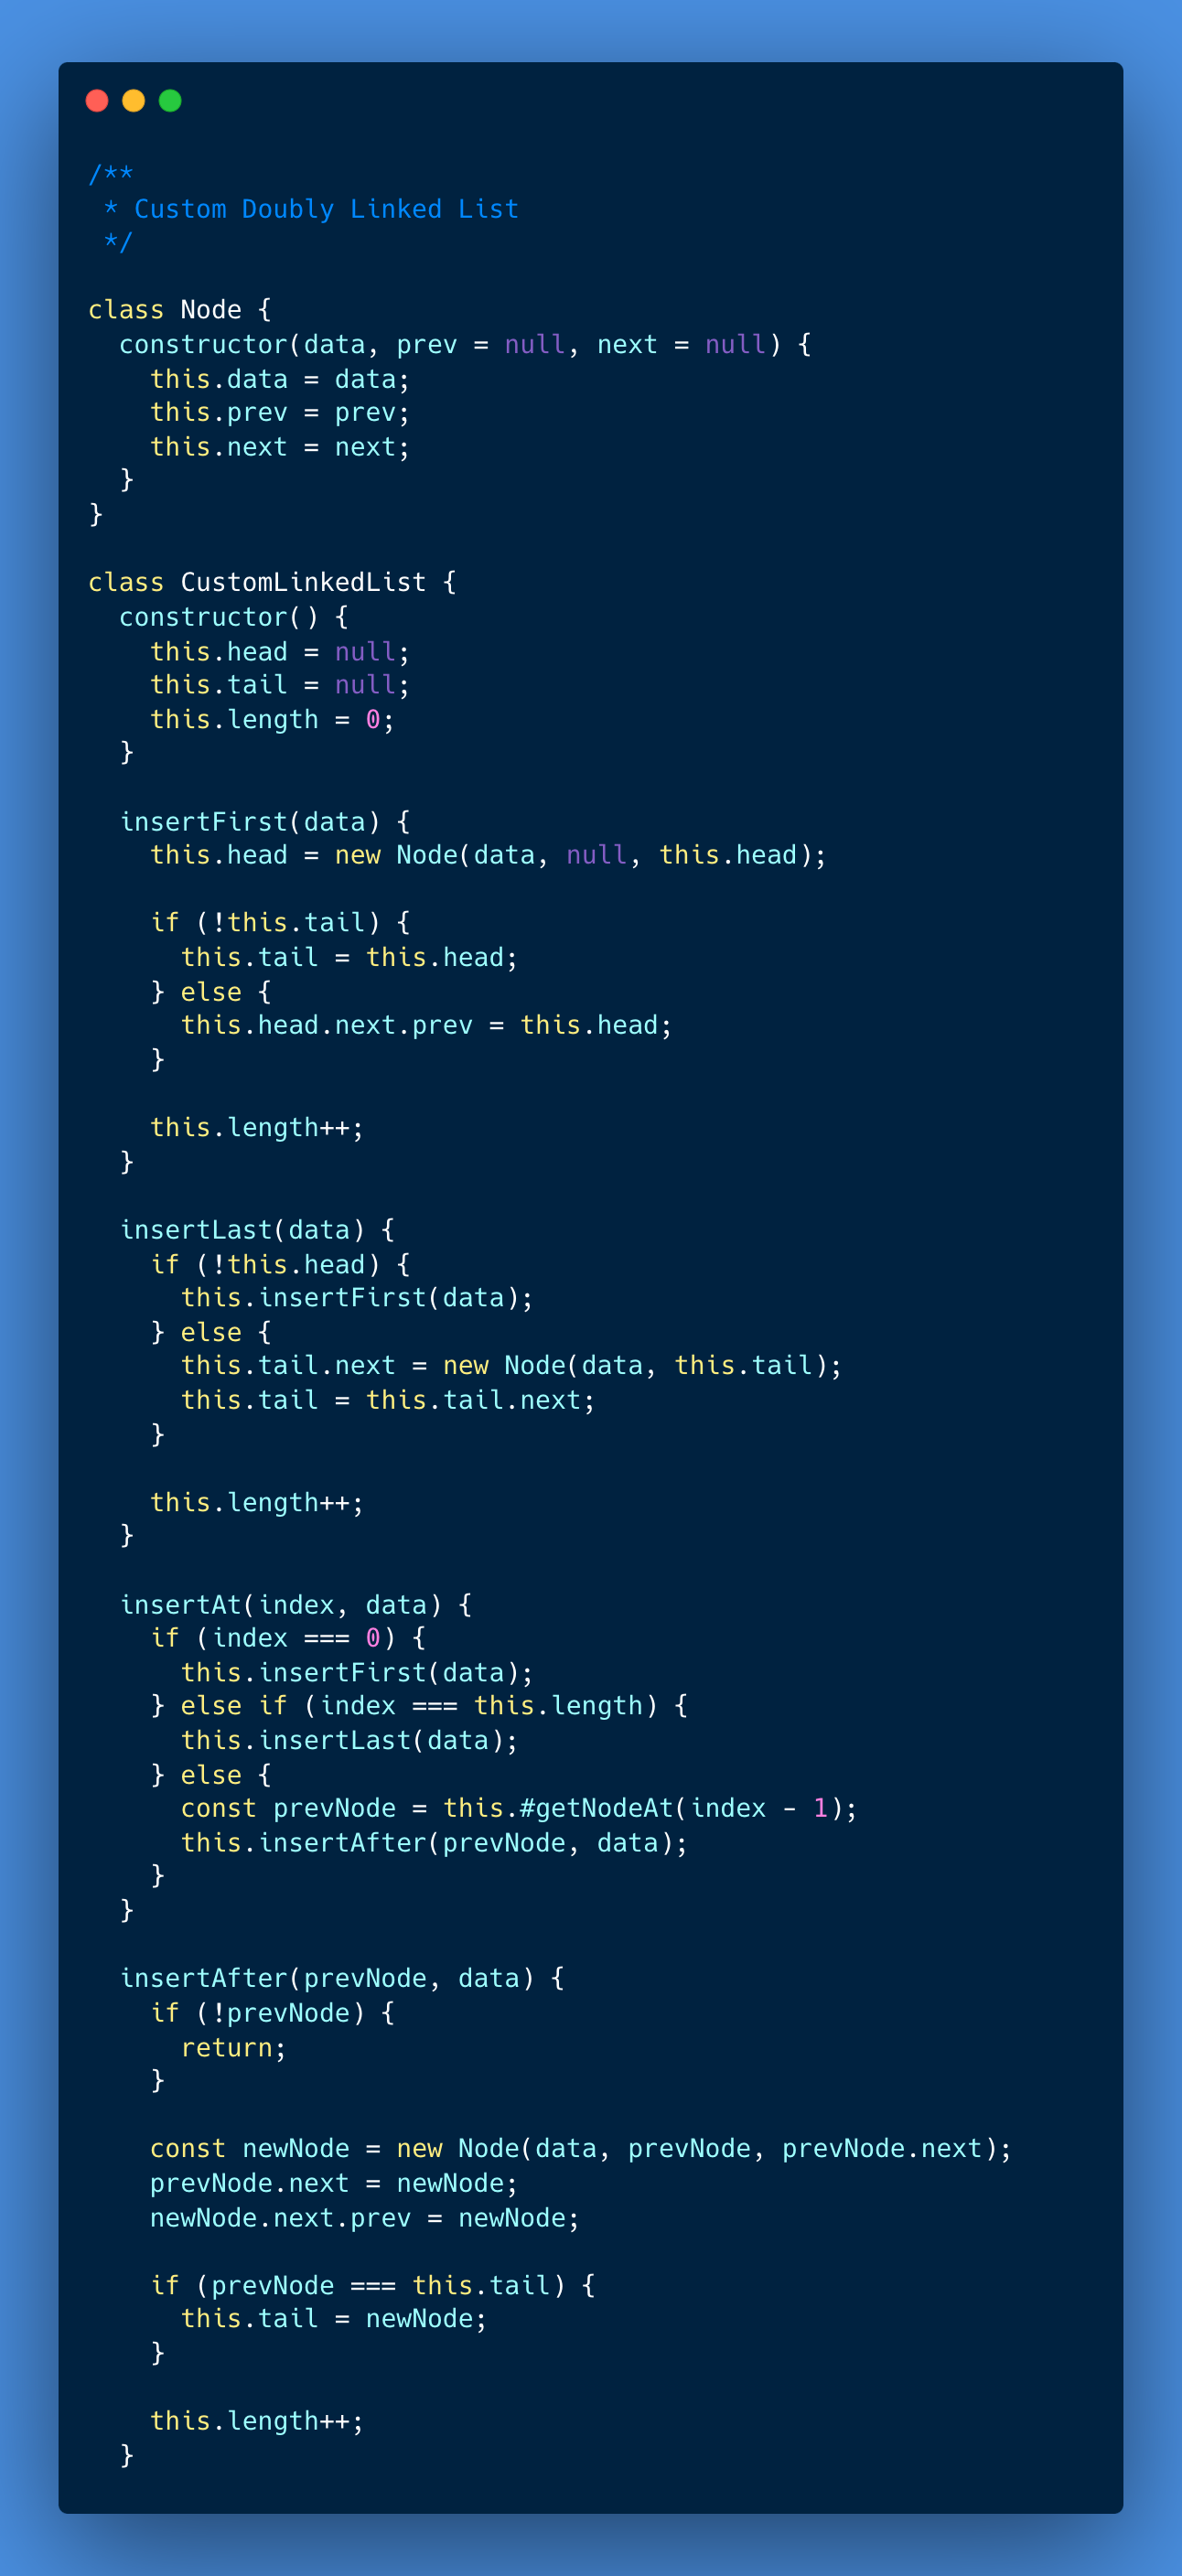 /**
 * Custom Doubly Linked List
 */

class Node {
  constructor(data, prev = null, next = null) {
    this.data = data;
    this.prev = prev;
    this.next = next;
  }
}

class CustomLinkedList {
  constructor() {
    this.head = null;
    this.tail = null;
    this.length = 0;
  }

  insertFirst(data) {
    this.head = new Node(data, null, this.head);

    if (!this.tail) {
      this.tail = this.head;
    } else {
      this.head.next.prev = this.head;
    }

    this.length++;
  }

  insertLast(data) {
    if (!this.head) {
      this.insertFirst(data);
    } else {
      this.tail.next = new Node(data, this.tail);
      this.tail = this.tail.next;
    }

    this.length++;
  }

  insertAt(index, data) {
    if (index === 0) {
      this.insertFirst(data);
    } else if (index === this.length) {
      this.insertLast(data);
    } else {
      const prevNode = this.#getNodeAt(index - 1);
      this.insertAfter(prevNode, data);
    }
  }

  insertAfter(prevNode, data) {
    if (!prevNode) {
      return;
    }

    const newNode = new Node(data, prevNode, prevNode.next);
    prevNode.next = newNode;
    newNode.next.prev = newNode;

    if (prevNode === this.tail) {
      this.tail = newNode;
    }

    this.length++;
  }